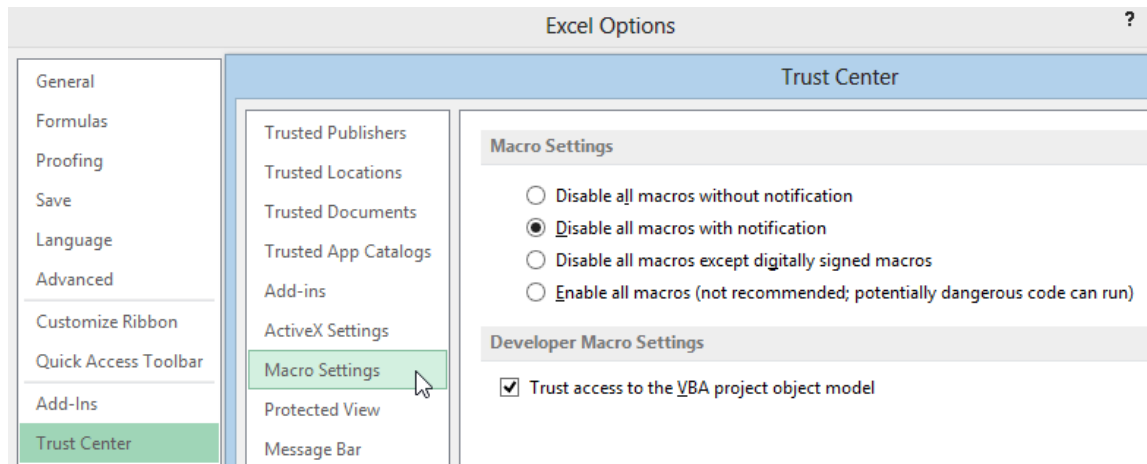 Excel Options
?
Trust Center
General
Formulas
Proofing
Save
Language
Advanced
Customize Ribbon
Quick Access Toolbar
Add-Ins
Trust Center
Trusted Publishers
Trusted Locations
Trusted Documents
Trusted App Catalogs
Add-ins
ActiveX Settings
Macro Settings
Protected View
Message Bar
Macro Settings
Disable all macros without notification
Disable all macros with notification
Disable all macros except digitally signed macros
Enable all macros (not recommended; potentially dangerous code can run)
Developer Macro Settings
Trust access to the VBA project object model